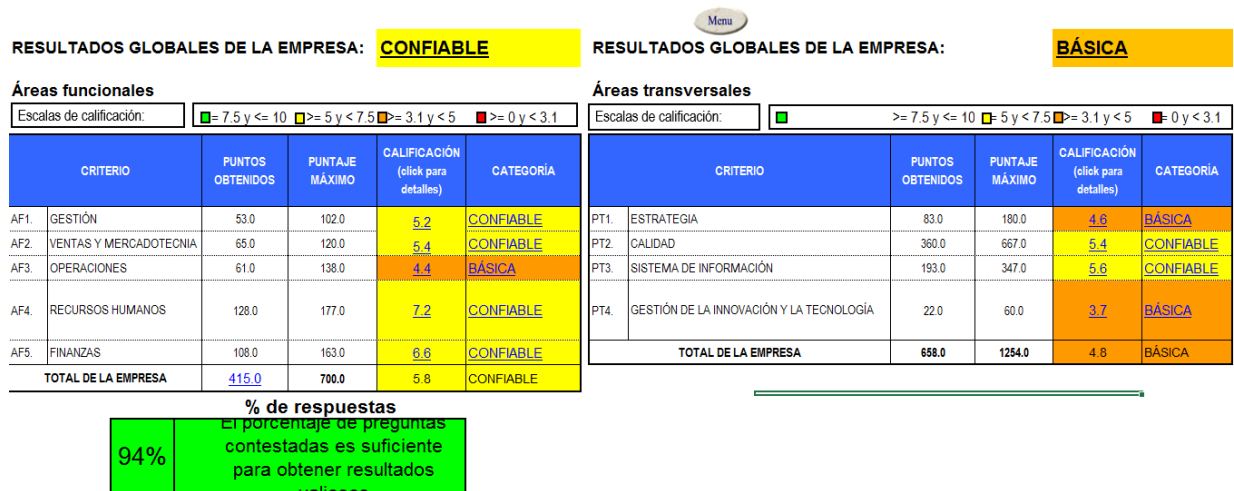 Menu
RESULTADOS GLOBALES DE LA EMPRESA: CONFIABLE
RESULTADOS GLOBALES DE LA EMPRESA: BÁSICA
Áreas funcionales
Escalas de calificación: = 7.5 y <= 10 >= 5 y < 7.5 >= 3.1 y < 5 >= 0 y < 3.1
CRITERIO PUNTOS OBTENIDOS PUNTAJE MÁXIMO CALIFICACIÓN (click para detalles) CATEGORÍA
AF1. GESTIÓN 53.0 102.0 5.2 CONFIABLE
AF2. VENTAS Y MERCADOTECNIA 65.0 120.0 5.4 CONFIABLE
AF3. OPERACIONES 61.0 138.0 4.4 BÁSICA
AF4. RECURSOS HUMANOS 128.0 177.0 7.2 CONFIABLE
AF5. FINANZAS 108.0 163.0 6.6 CONFIABLE
TOTAL DE LA EMPRESA 415.0 700.0 5.8 CONFIABLE
% de respuestas
94%
El porcentaje de preguntas
contestadas es suficiente
para obtener resultados
Áreas transversales
Escalas de calificación: >= 7.5 y <= 10 = 5 y < 7.5 >= 3.1 y < 5 = 0 y < 3.1
CRITERIO PUNTOS OBTENIDOS PUNTAJE MÁXIMO CALIFICACIÓN (click para detalles) CATEGORÍA
PT1. ESTRATEGIA 83.0 180.0 4.6 BÁSICA
PT2. CALIDAD 360.0 667.0 5.4 CONFIABLE
PT3. SISTEMA DE INFORMACIÓN 193.0 347.0 5.6 CONFIABLE
PT4. GESTIÓN DE LA INNOVACIÓN Y LA TECNOLOGÍA 22.0 60.0 3.7 BÁSICA
TOTAL DE LA EMPRESA 658.0 1254.0 4.8 BÁSICA